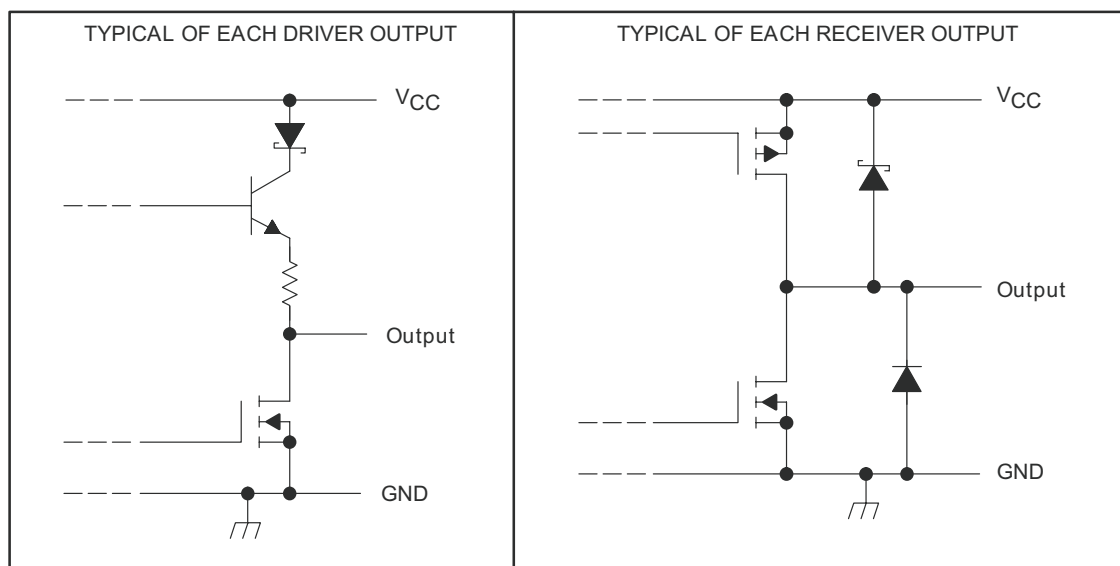 TYPICAL OF EACH DRIVER OUTPUT
VCC
Output
GND
TYPICAL OF EACH RECEIVER OUTPUT
VCC
Output
GND